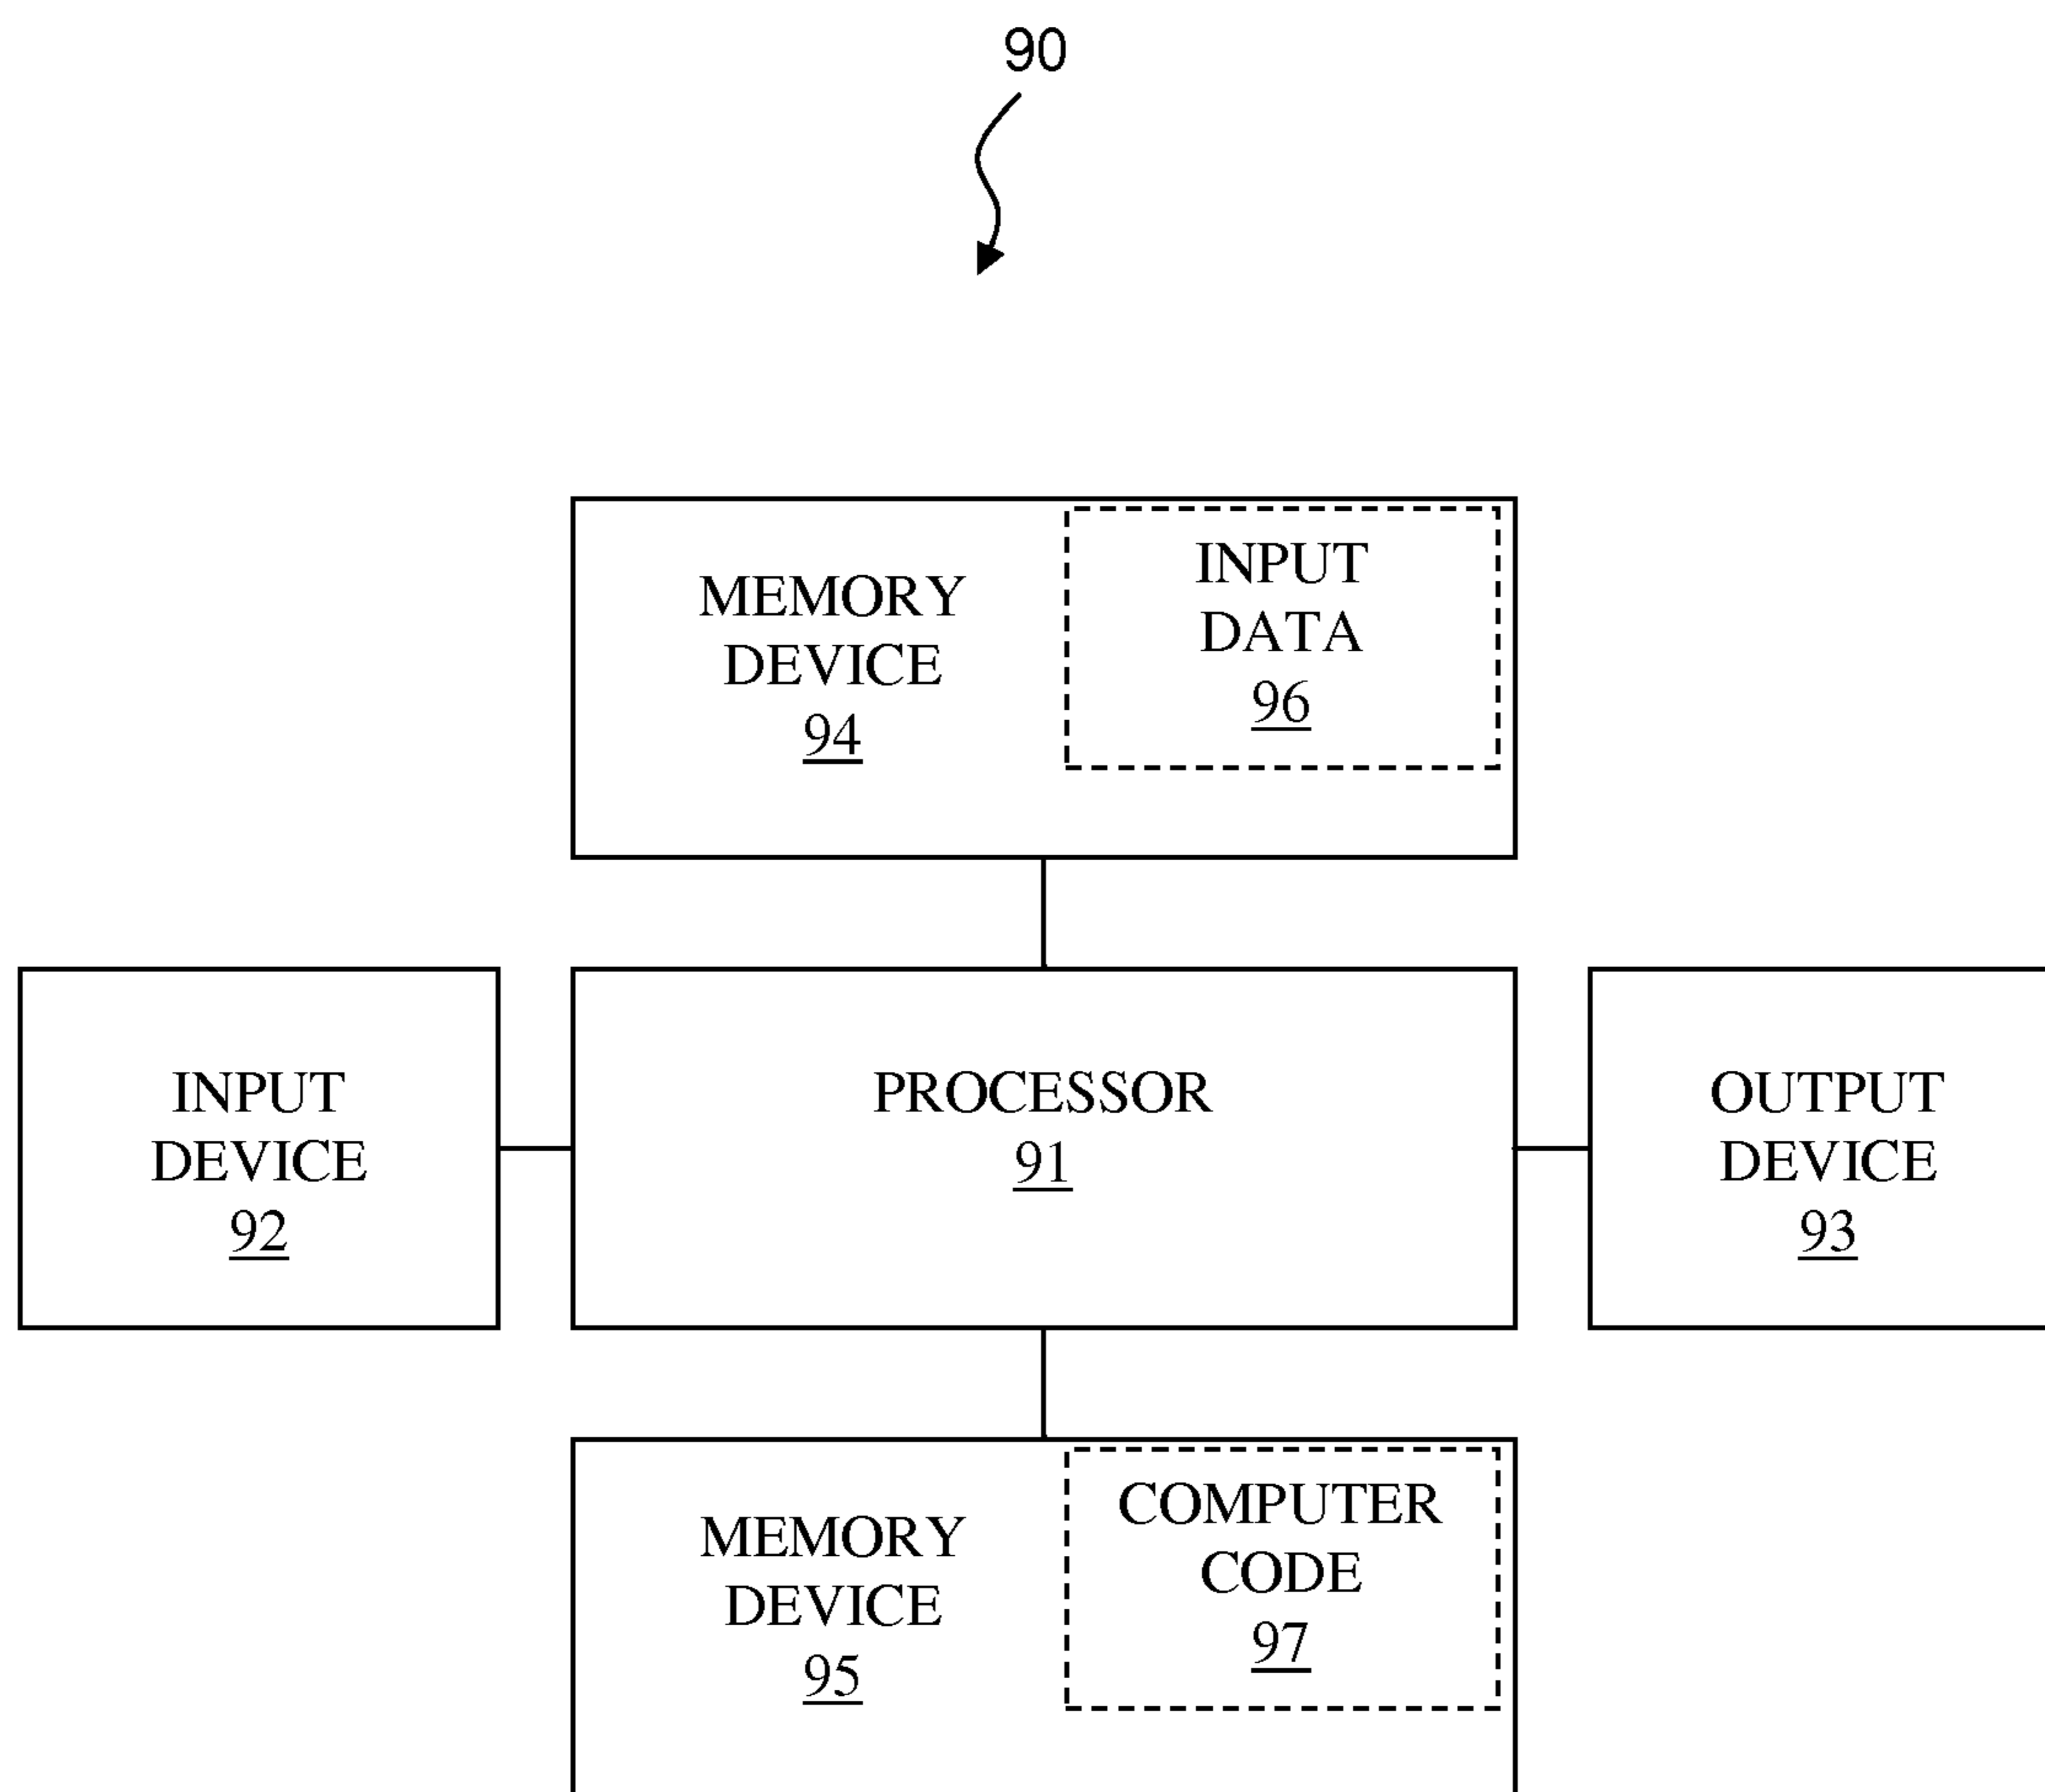 90
MEMORY
DEVICE
94
INPUT
DATA
96
INPUT
DEVICE
92
PROCESSOR
91
OUTPUT
DEVICE
93
MEMORY
DEVICE
95
COMPUTER
CODE
97